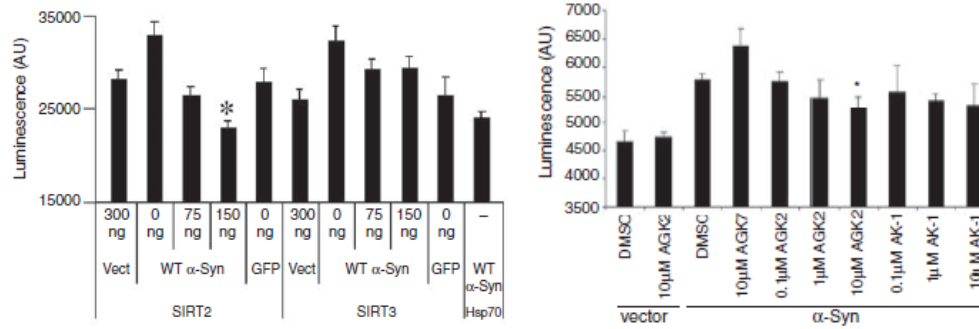 Luminescence (AU)
35000
25000
15000
300 0 75 150 0 300 0 75 150 0 –
ng ng ng ng ng ng ng ng ng ng
Vect WT α-Syn GFP Vect WT α-Syn GFP WT
α-Syn
SIRT2 SIRT3 Hsp70
*
Luminescence (AU)
7000
6500
6000
5500
5000
4500
4000
3500
*
DMSC
10μM AGK2
DMSC
10μM AGK7
0.1μM AGK2
1μM AGK2
10μM AGK2
0.1μM AK-1
1μM AK-1
10μM AK-1
vector α-Syn